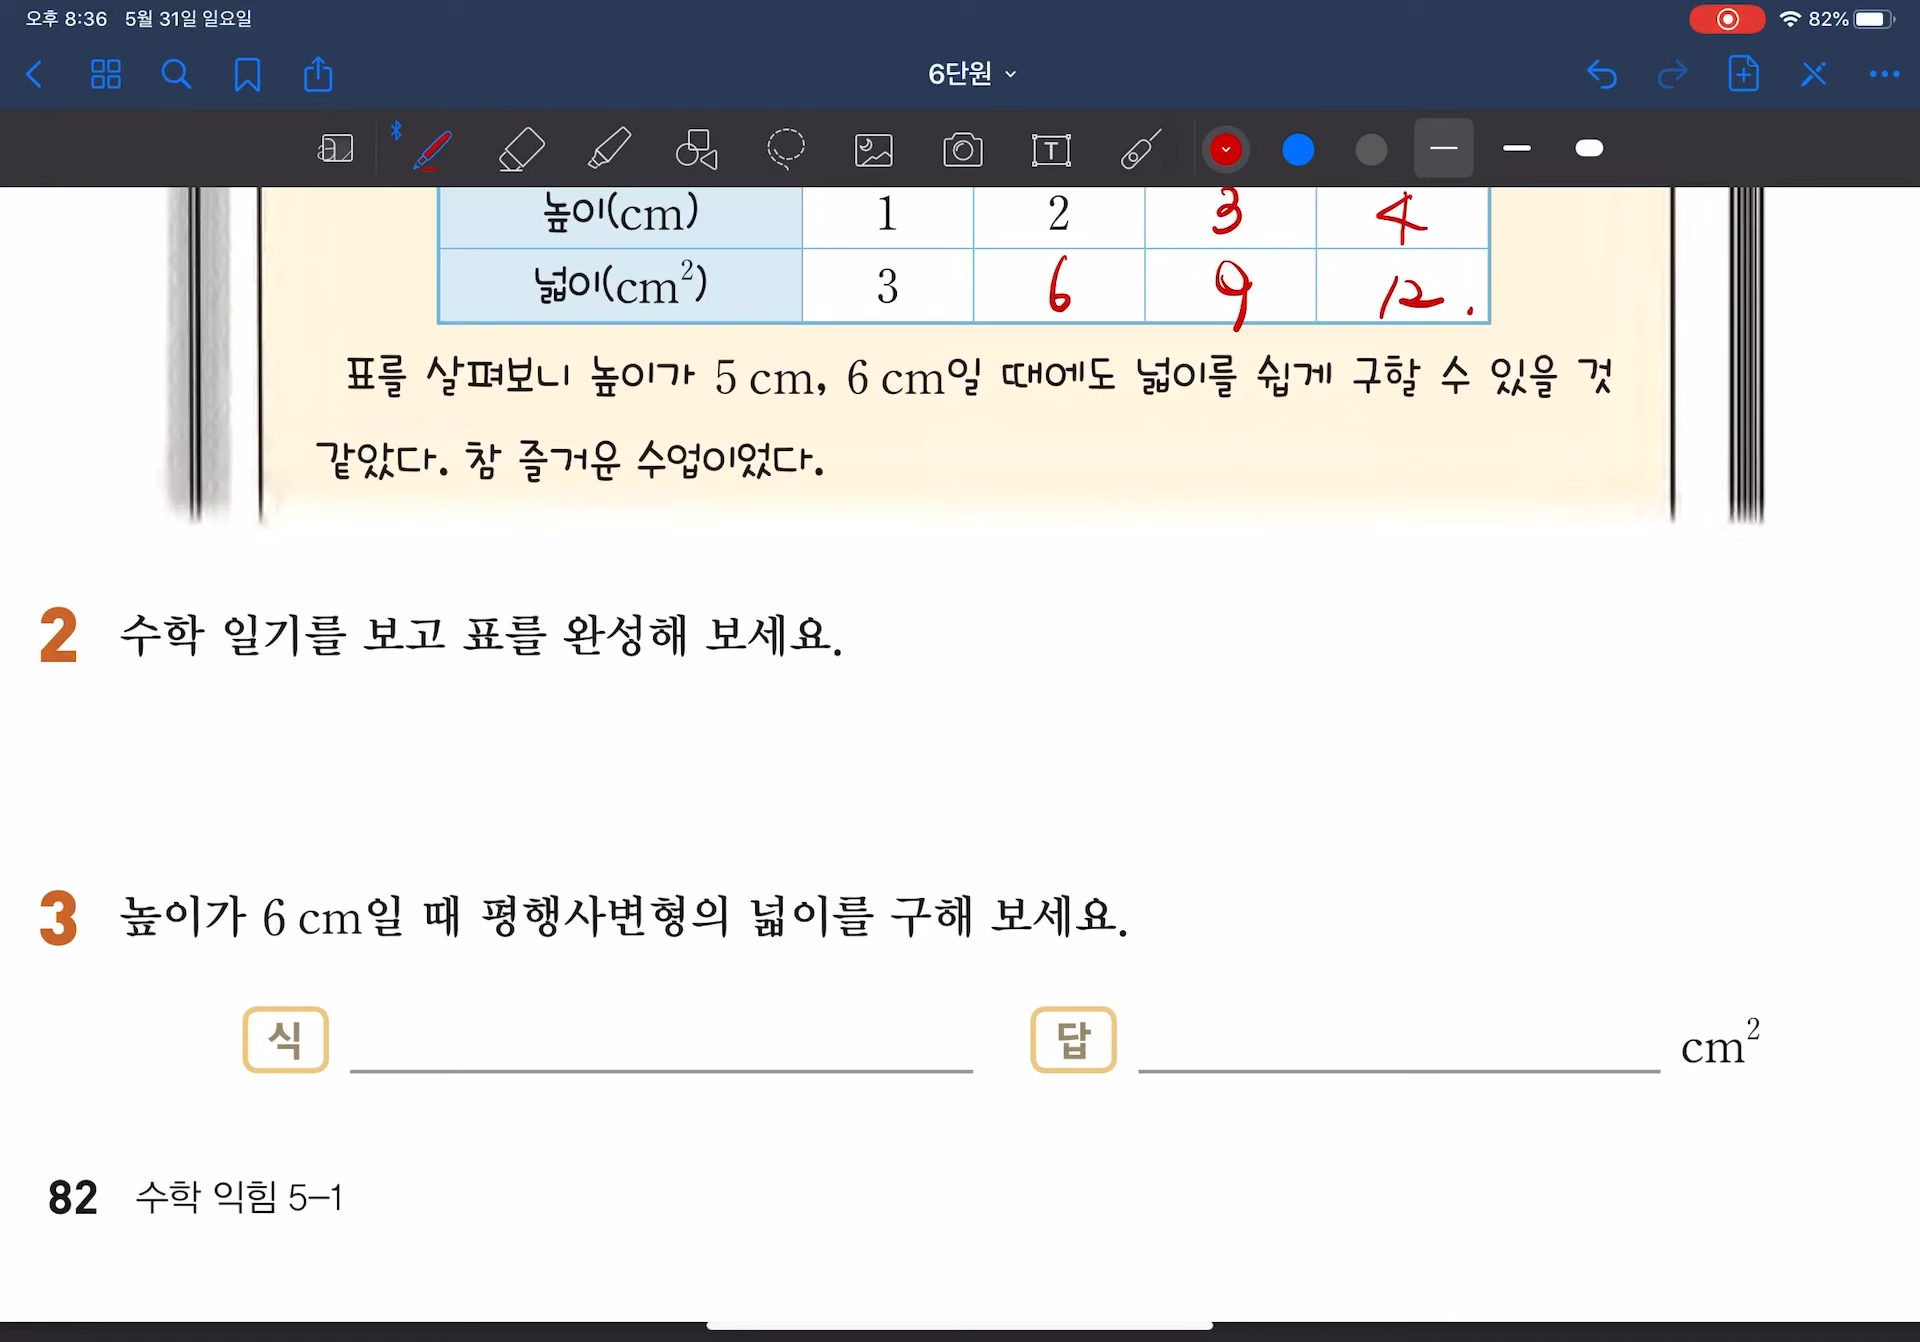 오후 8:36 5월 31일 일요일 82%
6단원
높이(cm) 1 2 3 4
넓이(cm²) 3 6 9 12.
표를 살펴보니 높이가 5 cm, 6 cm일 때에도 넓이를 쉽게 구할 수 있을 것
같았다. 참 즐거운 수업이었다.
2 수학 일기를 보고 표를 완성해 보세요.
3 높이가 6 cm일 때 평행사변형의 넓이를 구해 보세요.
식 답 cm²
82 수학 익힘 5–1